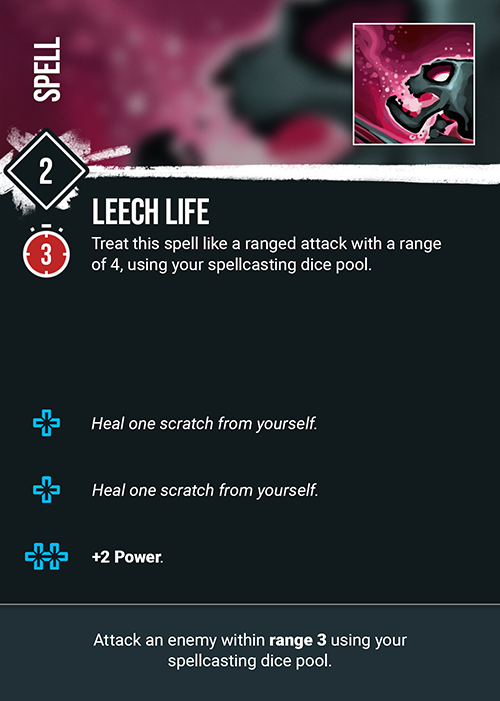 SPELL
2
LEECH LIFE
3
Treat this spell like a ranged attack with a range
of 4, using your spellcasting dice pool.
Heal one scratch from yourself.
Heal one scratch from yourself.
+2 Power.
Attack an enemy within range 3 using your
spellcasting dice pool.